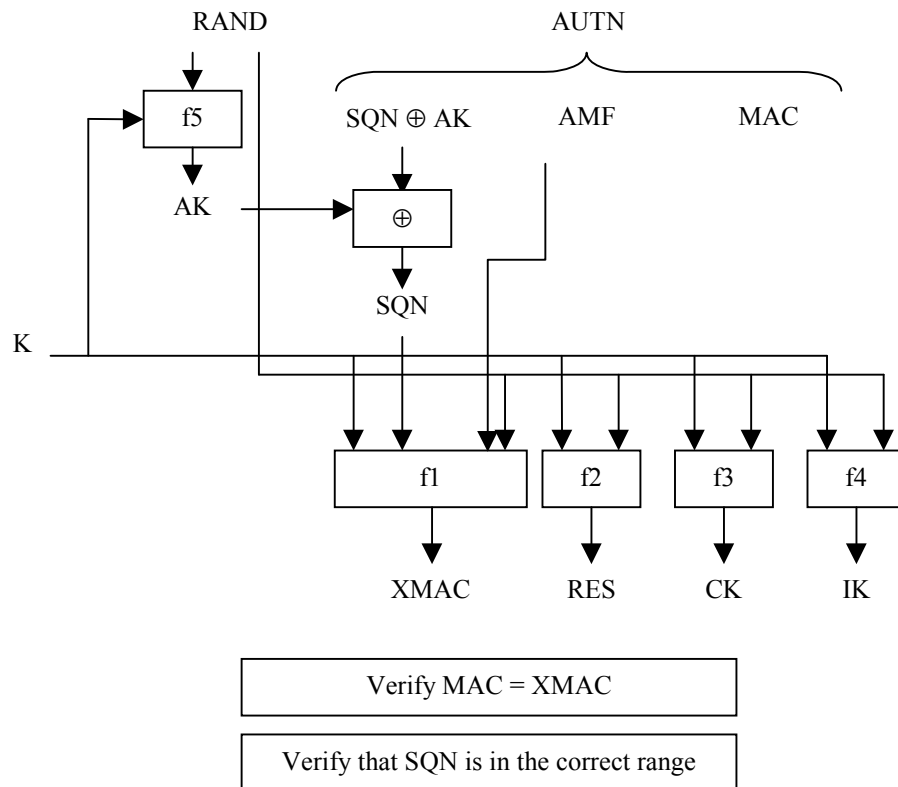 RAND AUTN
f5 SQN ⊕ AK AMF MAC
AK ⊕
SQN
K
f1 f2 f3 f4
XMAC RES CK IK
Verify MAC = XMAC
Verify that SQN is in the correct range